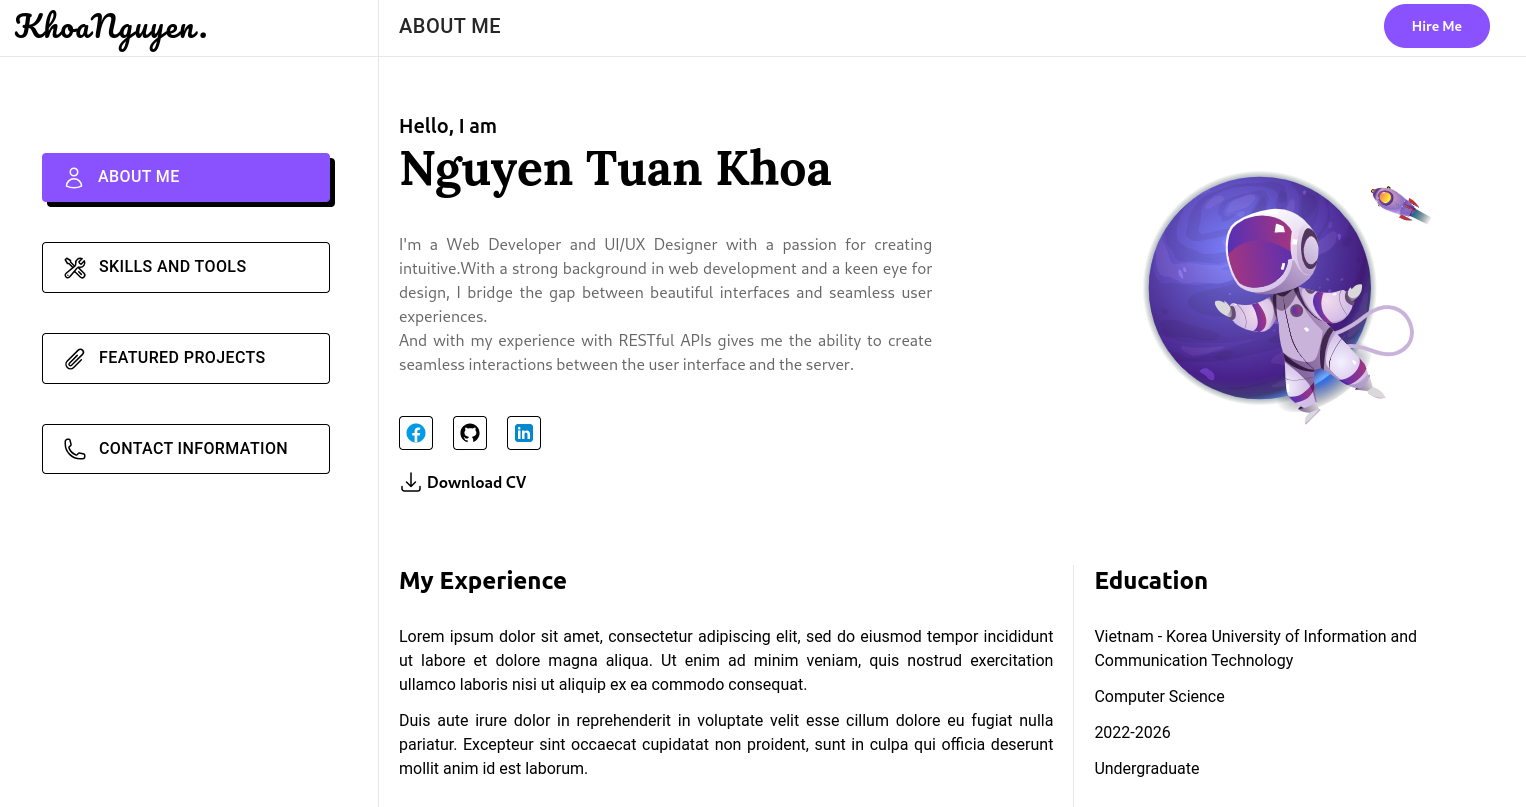 KhoaNguyen.
ABOUT ME
Hire Me
ABOUT ME
SKILLS AND TOOLS
FEATURED PROJECTS
CONTACT INFORMATION
Hello, I am
Nguyen Tuan Khoa
I'm a Web Developer and UI/UX Designer with a passion for creating
intuitive.With a strong background in web development and a keen eye for
design, I bridge the gap between beautiful interfaces and seamless user
experiences.
And with my experience with RESTful APIs gives me the ability to create
seamless interactions between the user interface and the server.
in
Download CV
My Experience
Lorem ipsum dolor sit amet, consectetur adipiscing elit, sed do eiusmod tempor incididunt
ut labore et dolore magna aliqua. Ut enim ad minim veniam, quis nostrud exercitation
ullamco laboris nisi ut aliquip ex ea commodo consequat.
Duis aute irure dolor in reprehenderit in voluptate velit esse cillum dolore eu fugiat nulla
pariatur. Excepteur sint occaecat cupidatat non proident, sunt in culpa qui officia deserunt
mollit anim id est laborum.
Education
Vietnam - Korea University of Information and
Communication Technology
Computer Science
2022-2026
Undergraduate